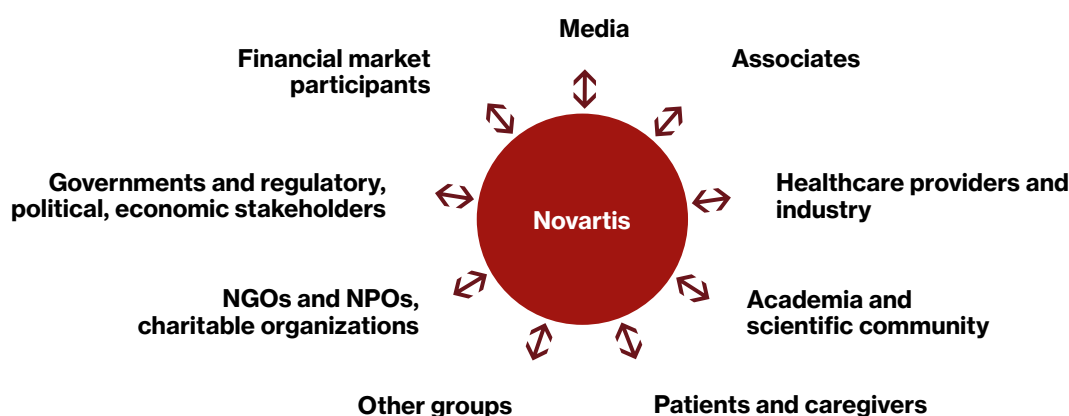 Media
Financial market
participants
Associates
Governments and regulatory,
political, economic stakeholders
Healthcare providers and
industry
Novartis
NGOs and NPOs,
charitable organizations
Academia and
scientific community
Other groups
Patients and caregivers